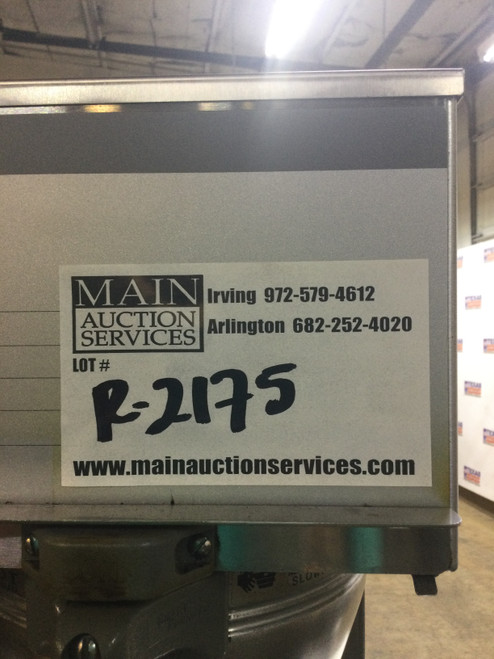 MAIN
AUCTION
SERVICES
Irving 972-579-4612
Arlington 682-252-4020
LOT #
R-2175
www.mainauctionservices.com